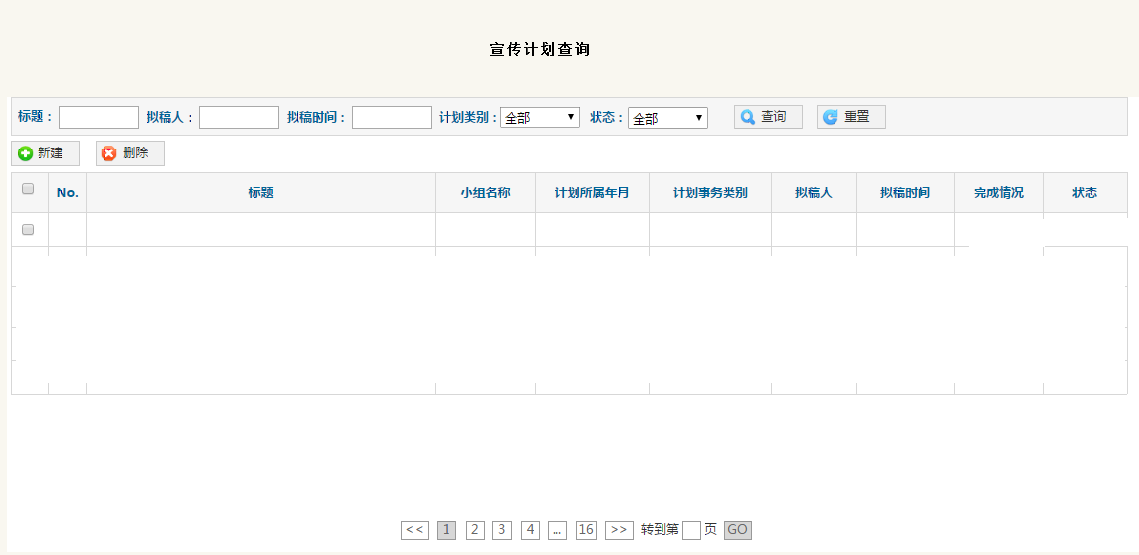 宣传计划查询
标题： 拟稿人： 拟稿时间： 计划类别： 全部 状态： 全部 查询 重置
新建 删除
No. 标题 小组名称 计划所属年月 计划事务类别 拟稿人 拟稿时间 完成情况 状态
<< 1 2 3 4 ... 16 >> 转到第 页 GO